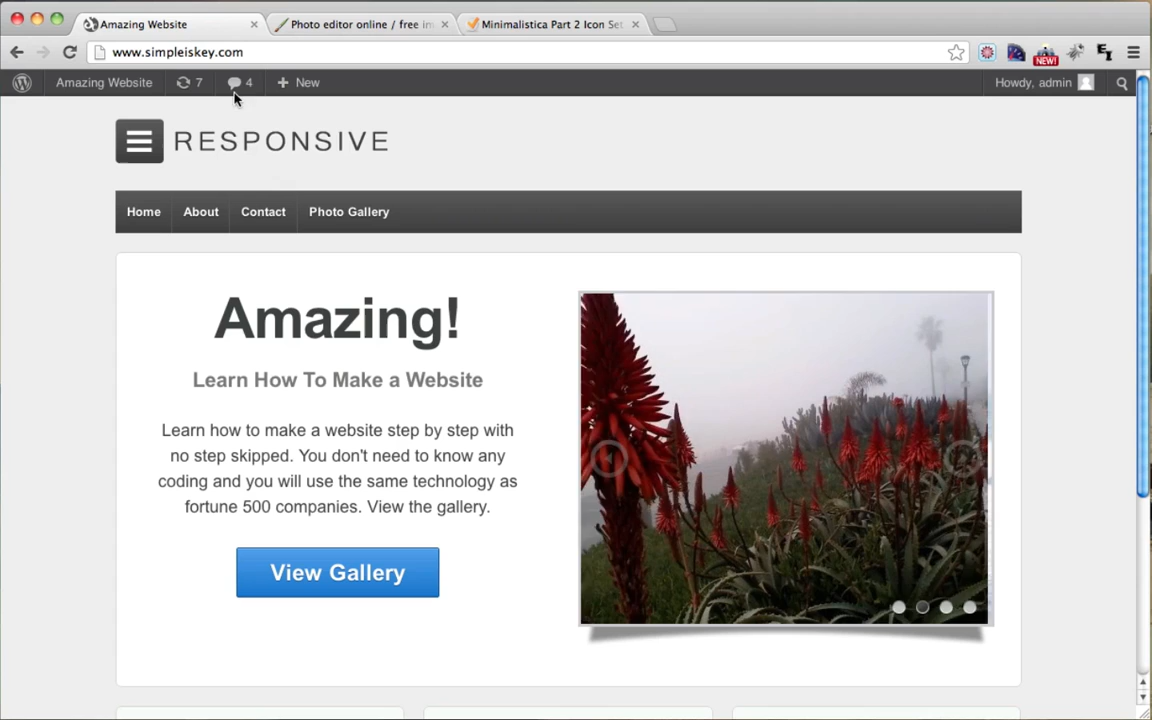 Amazing Website
Photo editor online / free im
Minimalistica Part 2 Icon Set
www.simpleiskey.com
NEW!
EI
Amazing Website 7 4 New
Howdy, admin
RESPONSIVE
Home About Contact Photo Gallery
Amazing!
Learn How To Make a Website
Learn how to make a website step by step with
no step skipped. You don't need to know any
coding and you will use the same technology as
fortune 500 companies. View the gallery.
View Gallery